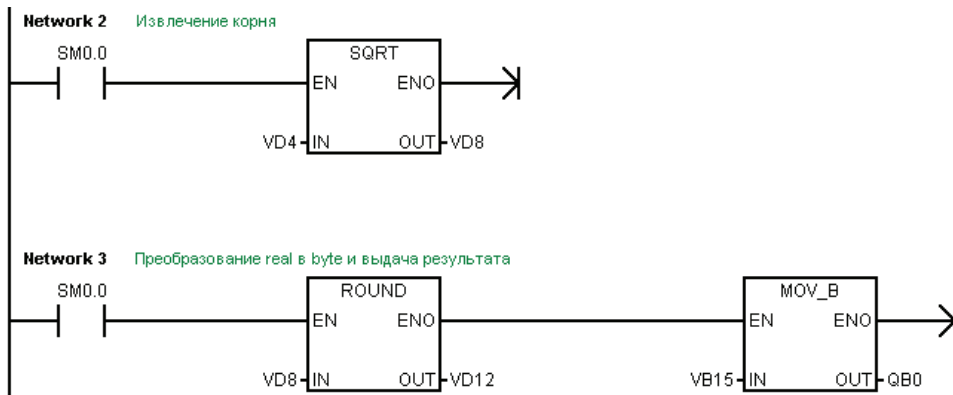 Network 2 Извлечение корня
SM0.0
SQRT
EN ENO
VD4 IN OUT VD8
Network 3 Преобразование real в byte и выдача результата
SM0.0
ROUND MOV_B
EN ENO EN ENO
VD8 IN OUT VD12 VB15 IN OUT QB0